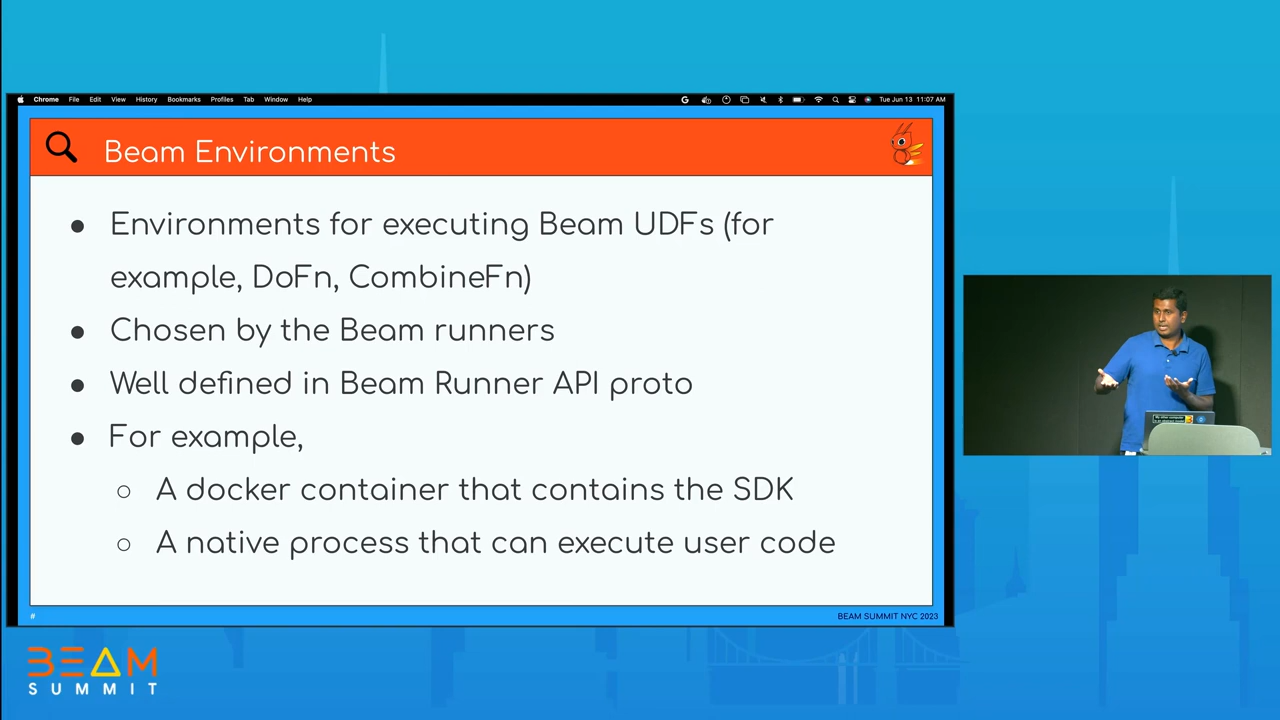 Chrome File Edit View History Bookmarks Profiles Tab Window Help
Tue Jun 13 11:07 AM
Beam Environments
● Environments for executing Beam UDFs (for
example, DoFn, CombineFn)
● Chosen by the Beam runners
● Well defined in Beam Runner API proto
● For example,
○ A docker container that contains the SDK
○ A native process that can execute user code
#
BEAM SUMMIT NYC 2023
BEAM
SUMMIT